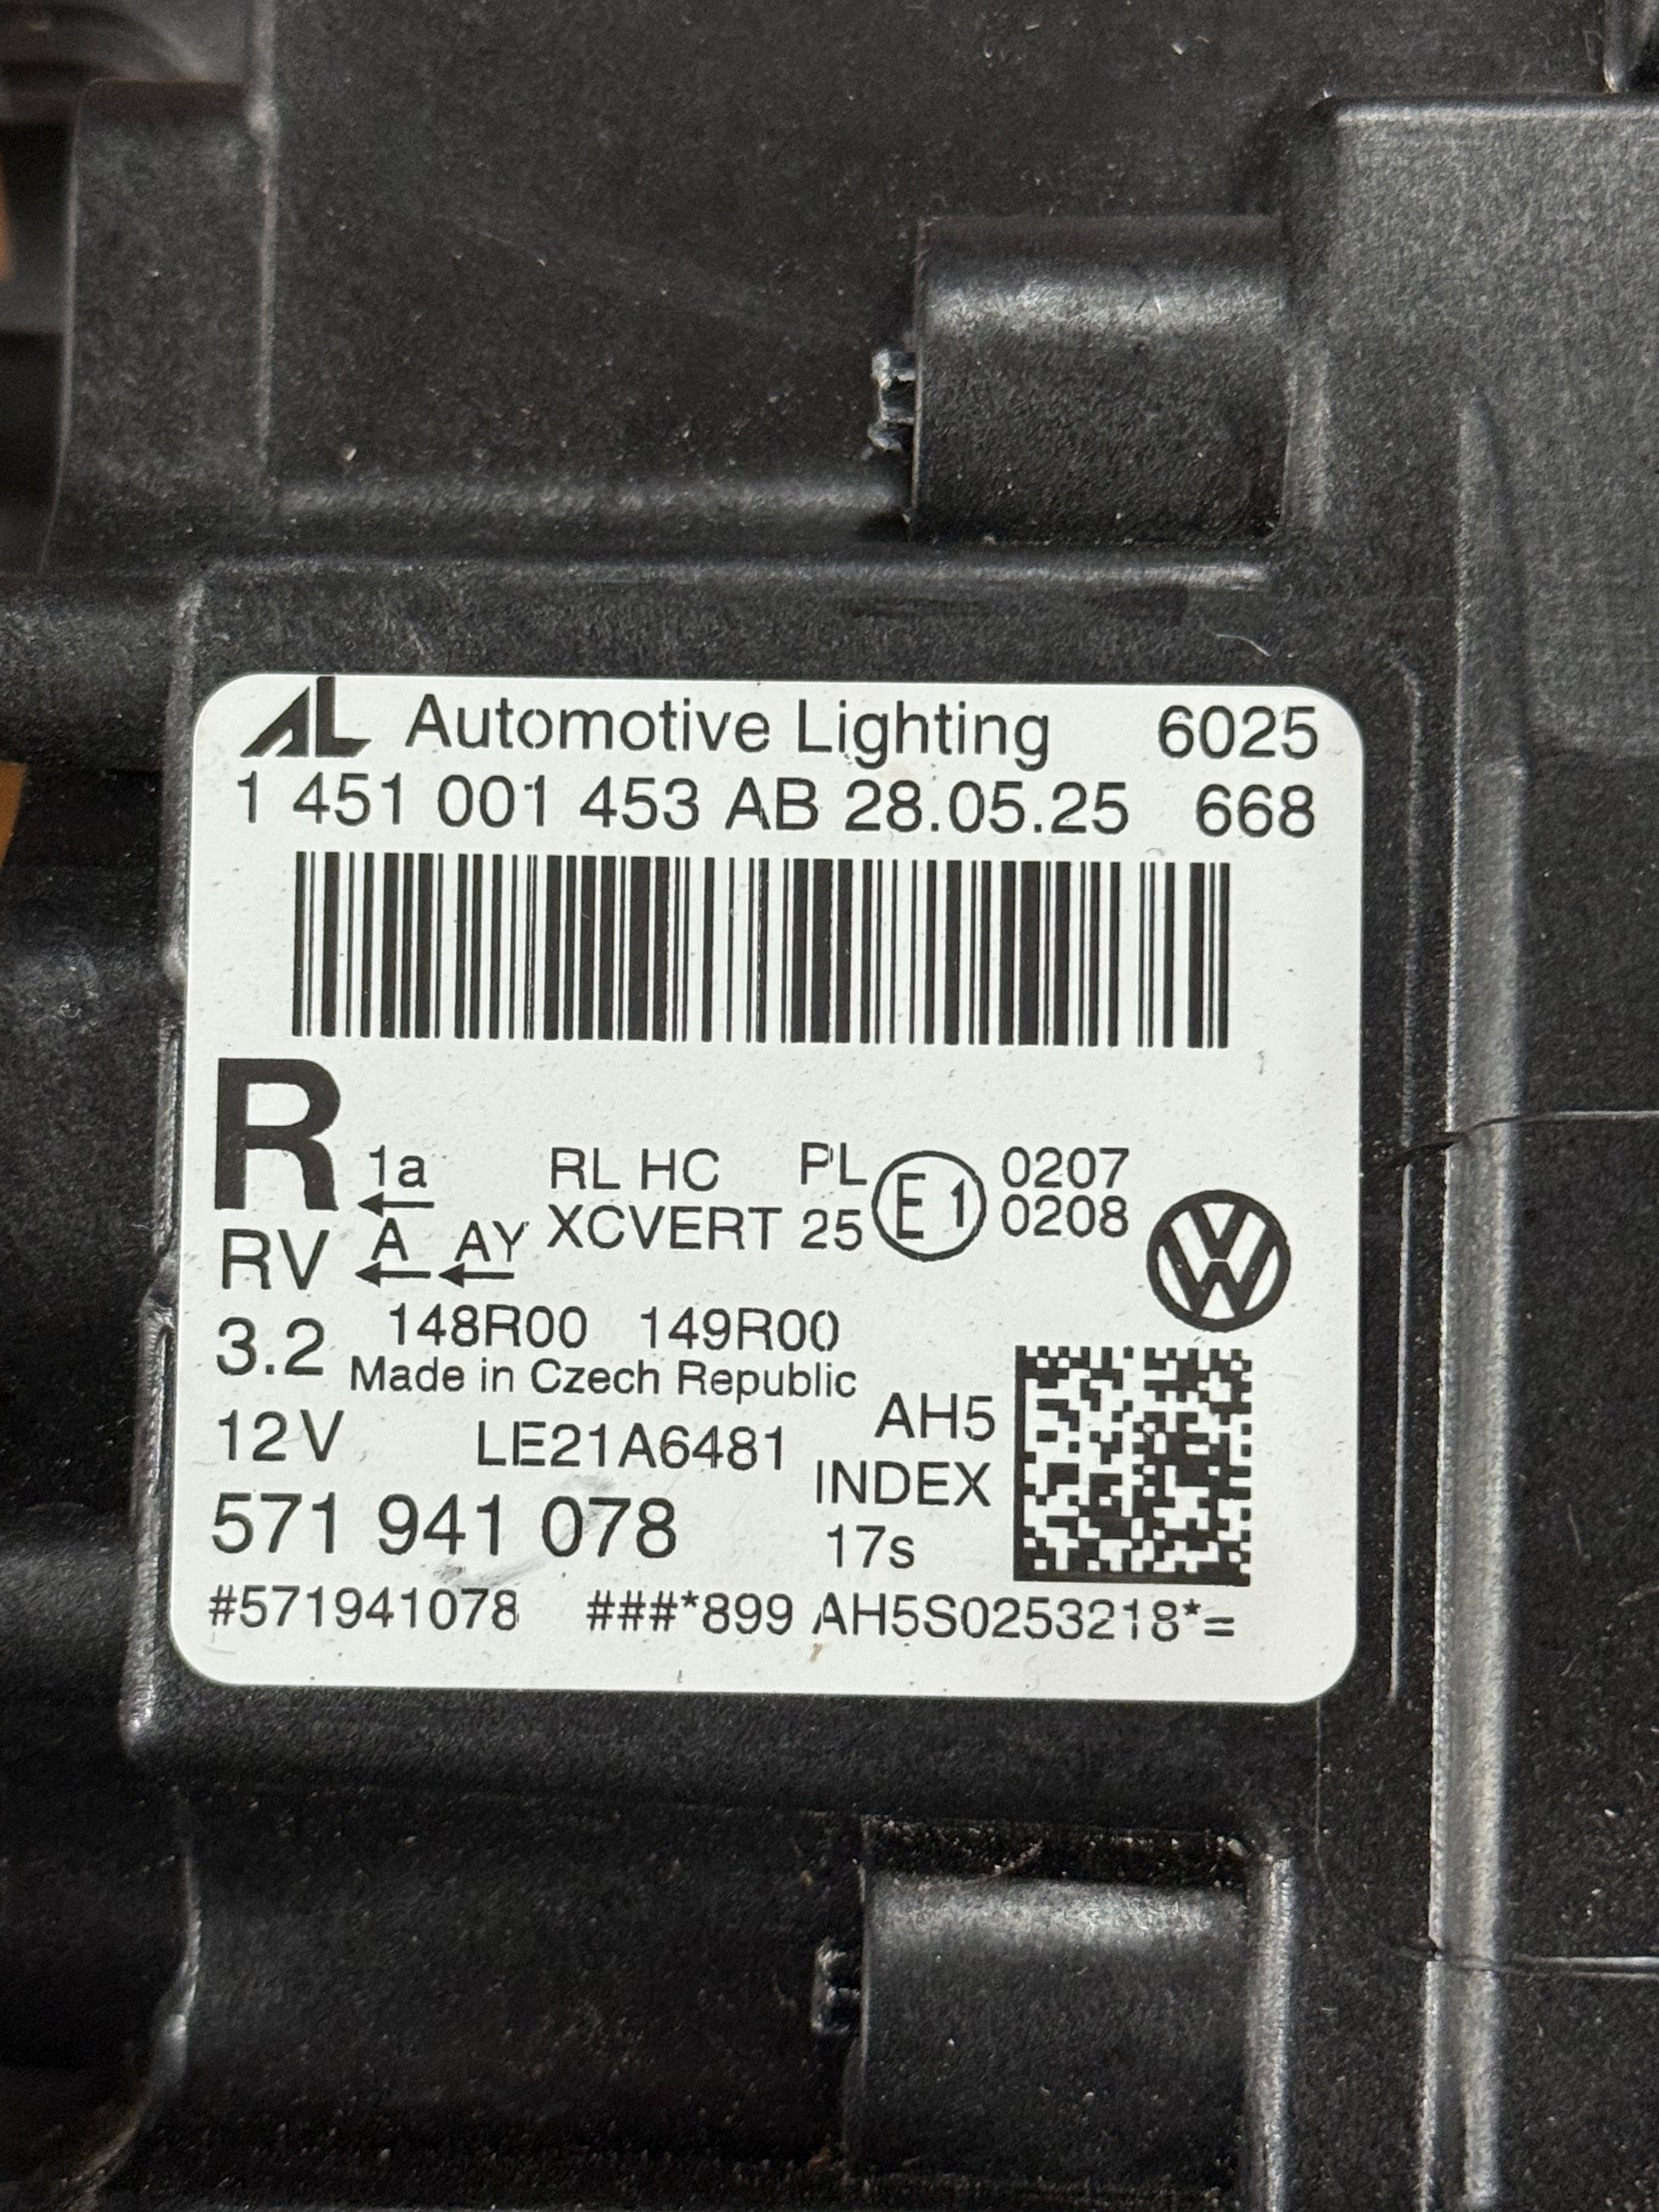 AL Automotive Lighting 6025
1 451 001 453 AB 28.05.25 668
R 1a RL HC PL E1 0207
RV A AY XCVERT 25 0208
3.2 148R00 149R00
Made in Czech Republic
12V LE21A6481 AH5
INDEX
571 941 078 17s
#571941078 ###*899 AH5S0253218*=